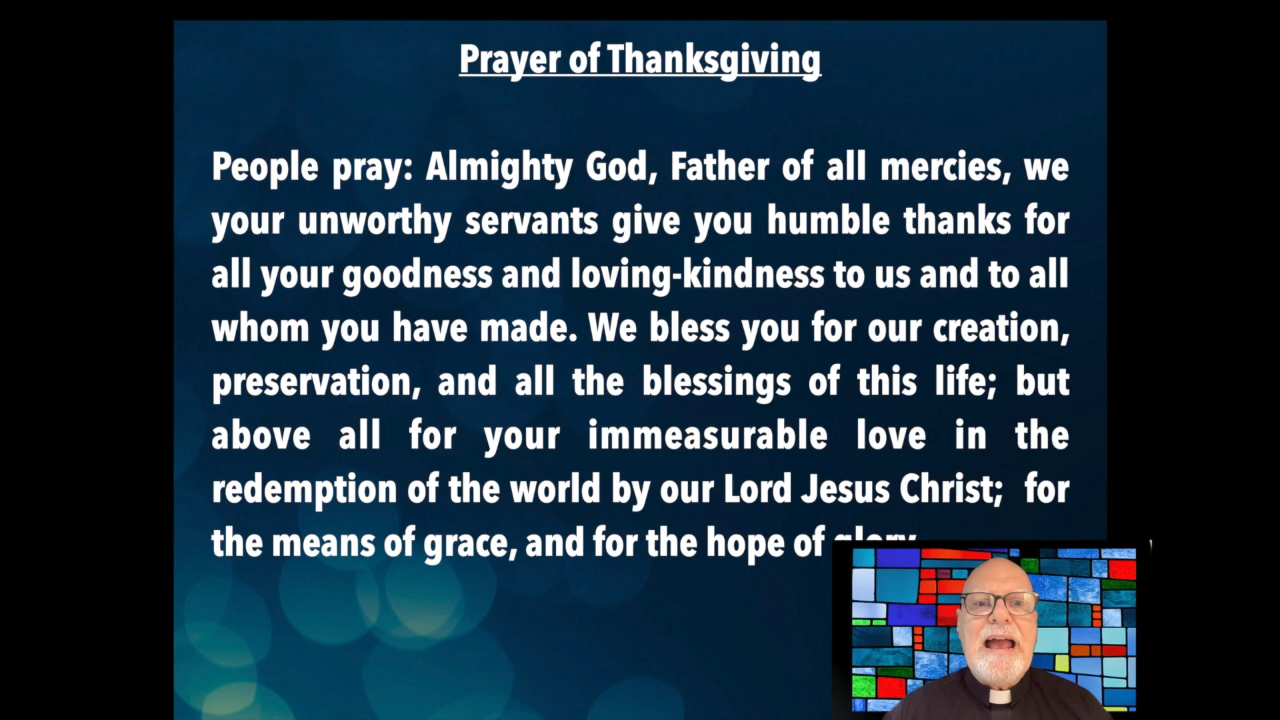 Prayer of Thanksgiving
People pray: Almighty God, Father of all mercies, we
your unworthy servants give you humble thanks for
all your goodness and loving-kindness to us and to all
whom you have made. We bless you for our creation,
preservation, and all the blessings of this life; but
above all for your immeasurable love in the
redemption of the world by our Lord Jesus Christ; for
the means of grace, and for the hope of glory